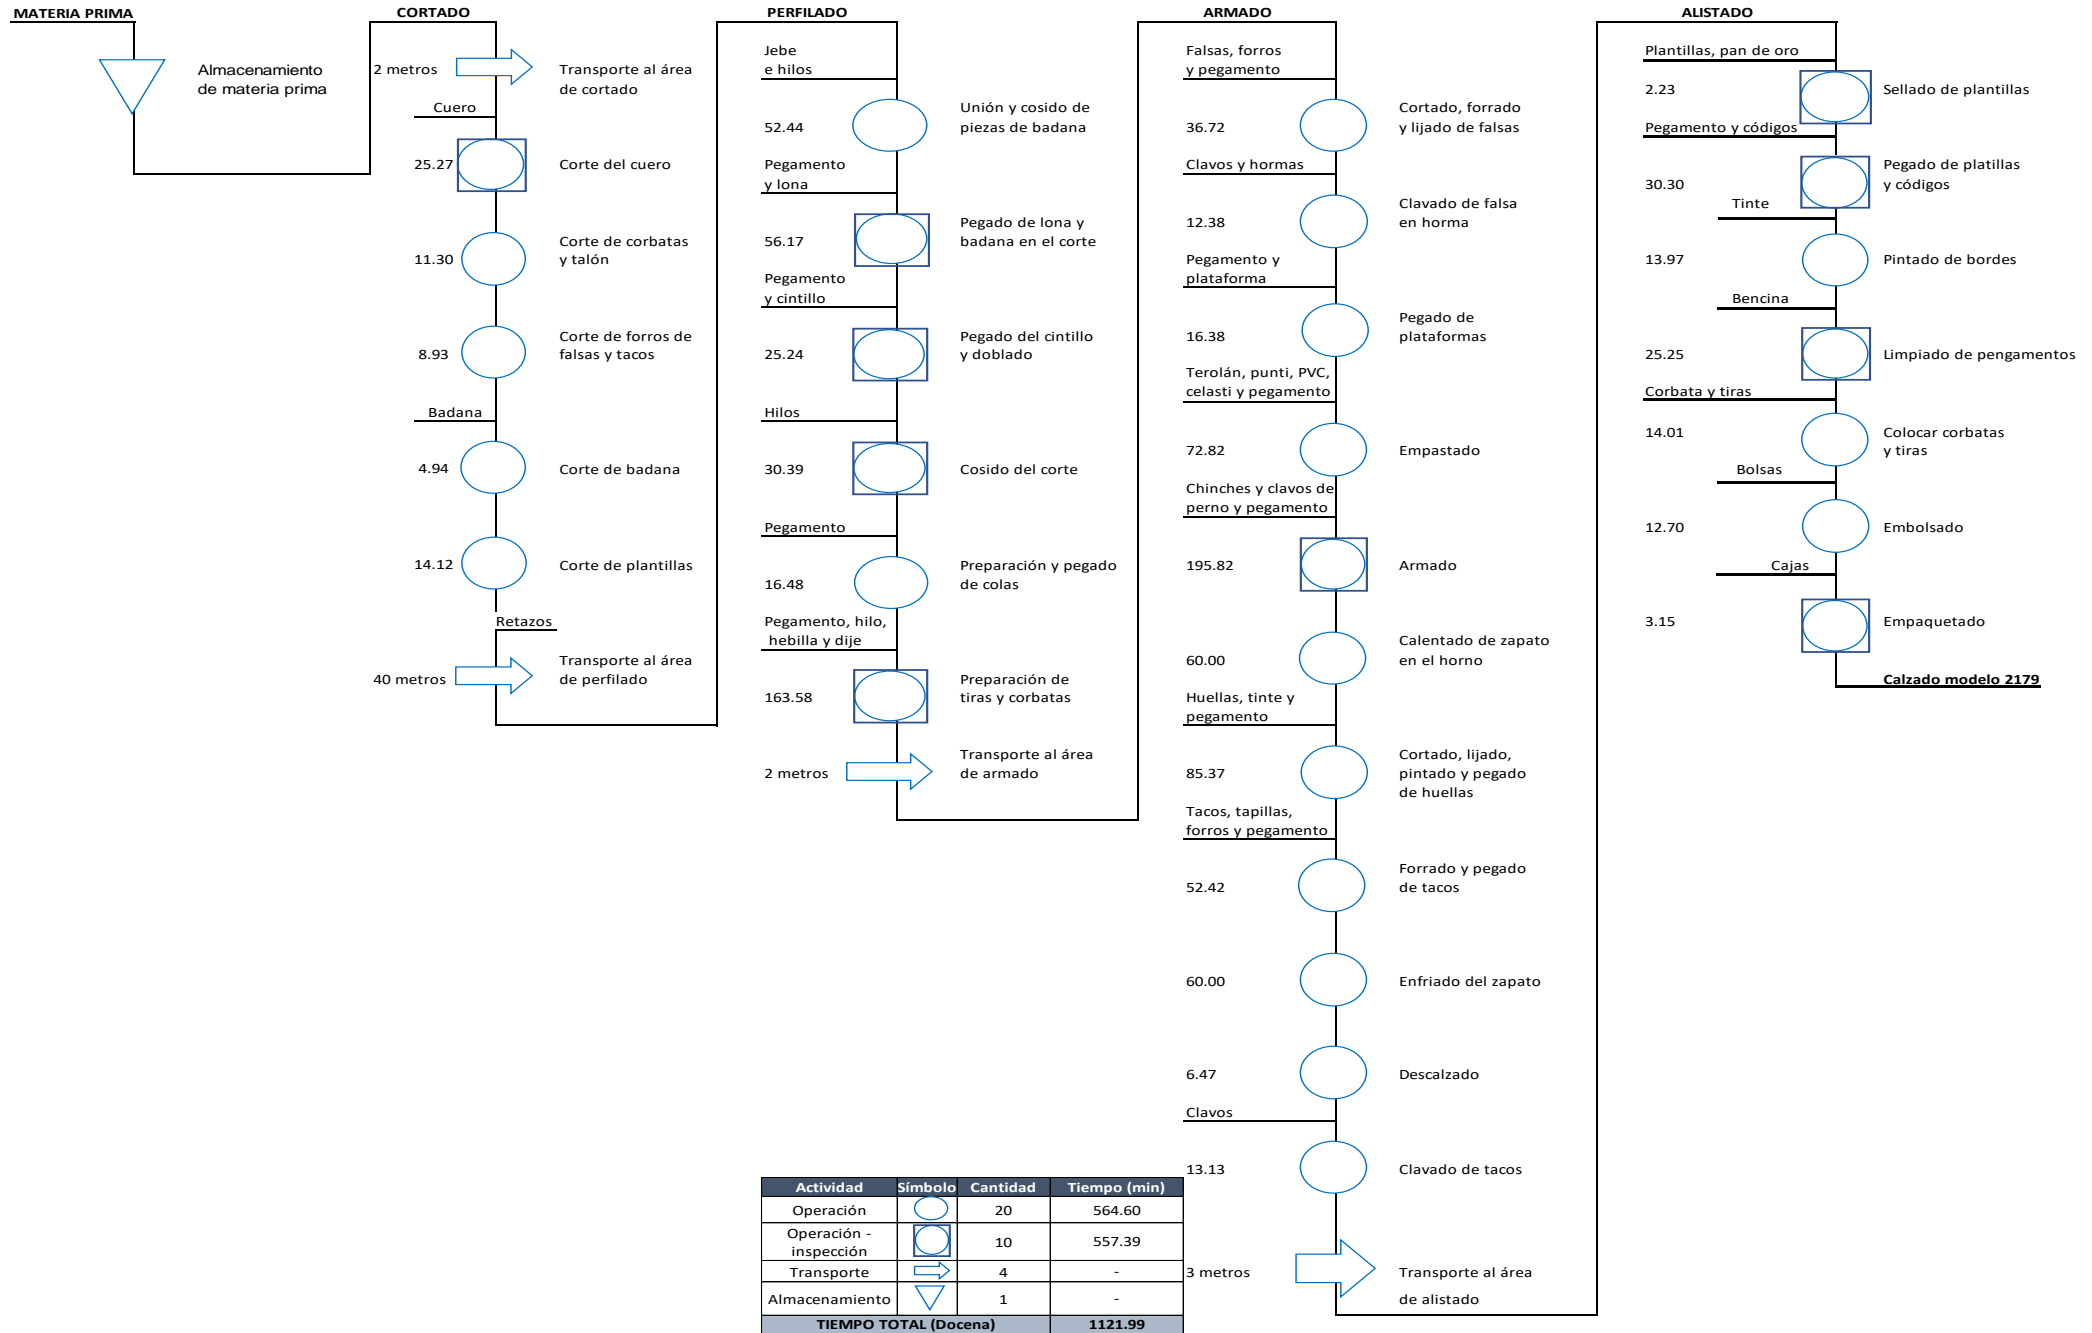 MATERIA PRIMA
Almacenamiento
de materia prima
CORTADO
2 metros
Transporte al área
de cortado
Cuero
25.27
Corte del cuero
11.30
Corte de corbatas
y talón
8.93
Corte de forros de
falsas y tacos
Badana
4.94
Corte de badana
14.12
Corte de plantillas
Retazos
40 metros
Transporte al área
de perfilado
PERFILADO
Jebe
e hilos
52.44
Unión y cosido de
piezas de badana
Pegamento
y lona
56.17
Pegado de lona y
badana en el corte
Pegamento
y cintillo
25.24
Pegado del cintillo
y doblado
Hilos
30.39
Cosido del corte
Pegamento
16.48
Preparación y pegado
de colas
Pegamento, hilo,
hebilla y dije
163.58
Preparación de
tiras y corbatas
2 metros
Transporte al área
de armado
ARMADO
Falsas, forros
y pegamento
36.72
Cortado, forrado
y lijado de falsas
Clavos y hormas
12.38
Clavado de falsa
en horma
Pegamento y
plataforma
16.38
Pegado de
plataformas
Terolán, punti, PVC,
celasti y pegamento
72.82
Empastado
Chinches y clavos de
perno y pegamento
195.82
Armado
60.00
Calentado de zapato
en el horno
Huellas, tinte y
pegamento
85.37
Cortado, lijado,
pintado y pegado
de huellas
Tacos, tapillas,
forros y pegamento
52.42
Forrado y pegado
de tacos
60.00
Enfriado del zapato
6.47
Descalzado
Clavos
13.13
Clavado de tacos
3 metros
Transporte al área
de alistado
ALISTADO
Plantillas, pan de oro
2.23
Sellado de plantillas
Pegamento y códigos
30.30
Pegado de platillas
y códigos
Tinte
13.97
Pintado de bordes
Bencina
25.25
Limpiado de pengamentos
Corbata y tiras
14.01
Colocar corbatas
y tiras
Bolsas
12.70
Embolsado
Cajas
3.15
Empaquetado
Calzado modelo 2179
Actividad Símbolo Cantidad Tiempo (min)
Operación 20 564.60
Operación -
inspección 10 557.39
Transporte 4 -
Almacenamiento 1 -
TIEMPO TOTAL (Docena) 1121.99